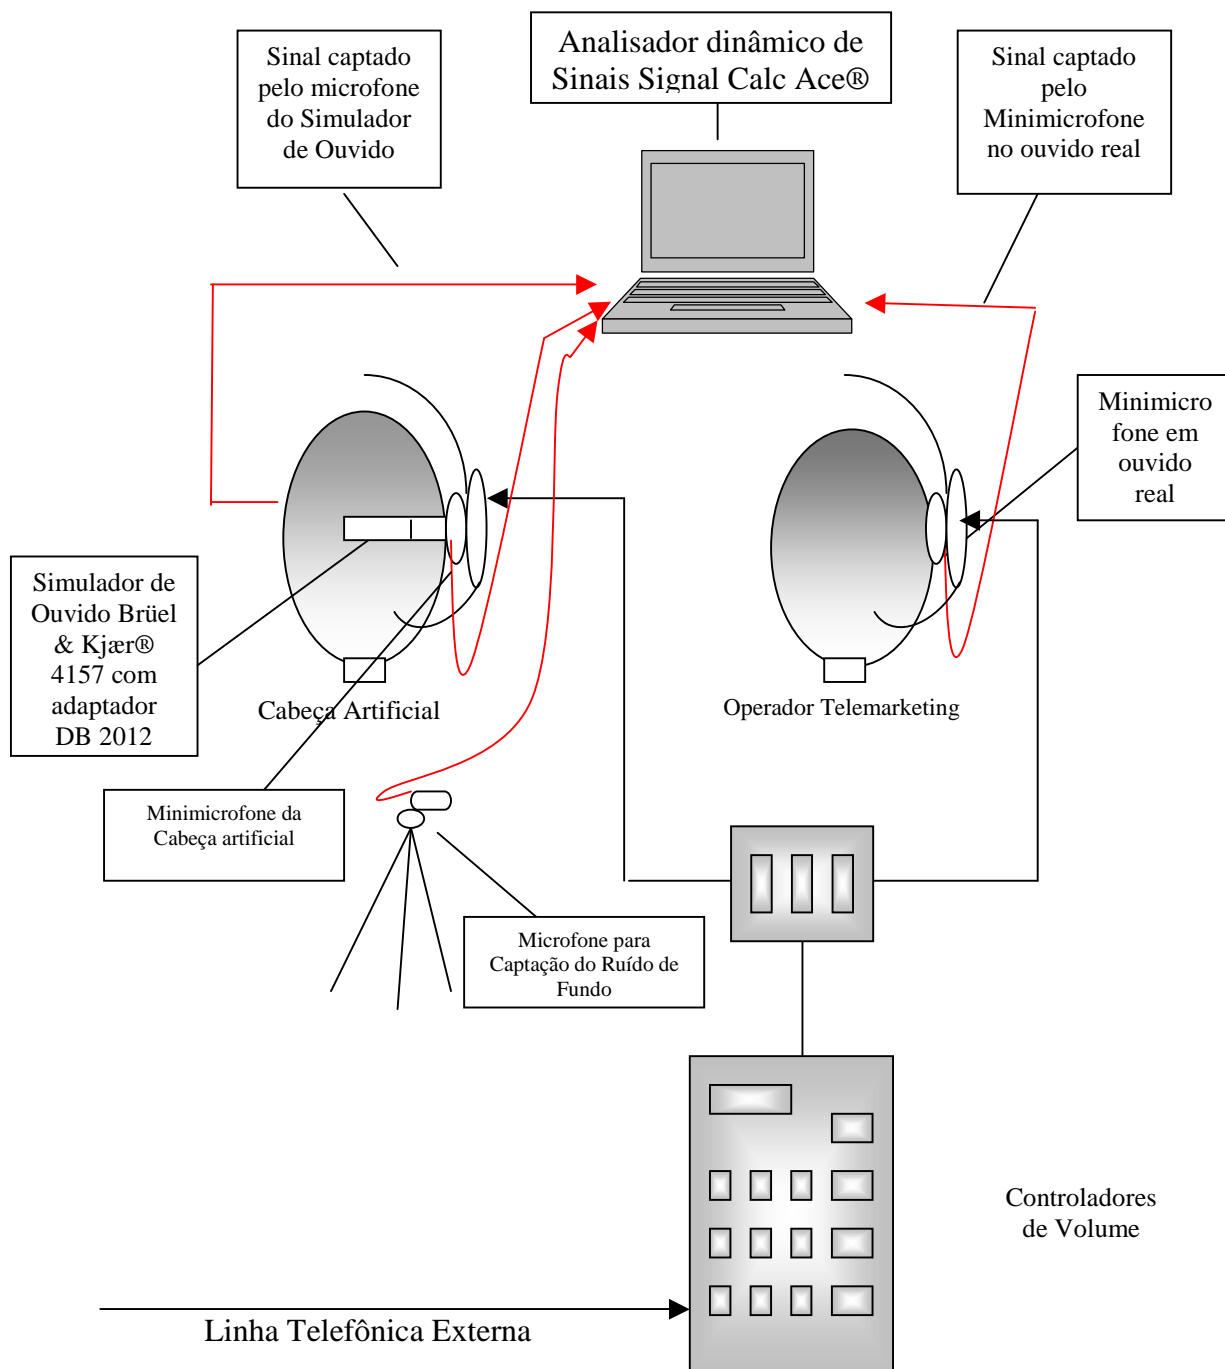 Sinal captado
pelo microfone
do Simulador
de Ouvido
Analisador dinâmico de
Sinais Signal Calc Ace®
Sinal captado
pelo
Minimicrofone
no ouvido real
Minimicro
fone em
ouvido
real
Simulador de
Ouvido Brüel
& Kjær®
4157 com
adaptador
DB 2012
Cabeça Artificial
Operador Telemarketing
Minimicrofone da
Cabeça artificial
Microfone para
Captação do Ruído de
Fundo
Controladores
de Volume
Linha Telefônica Externa